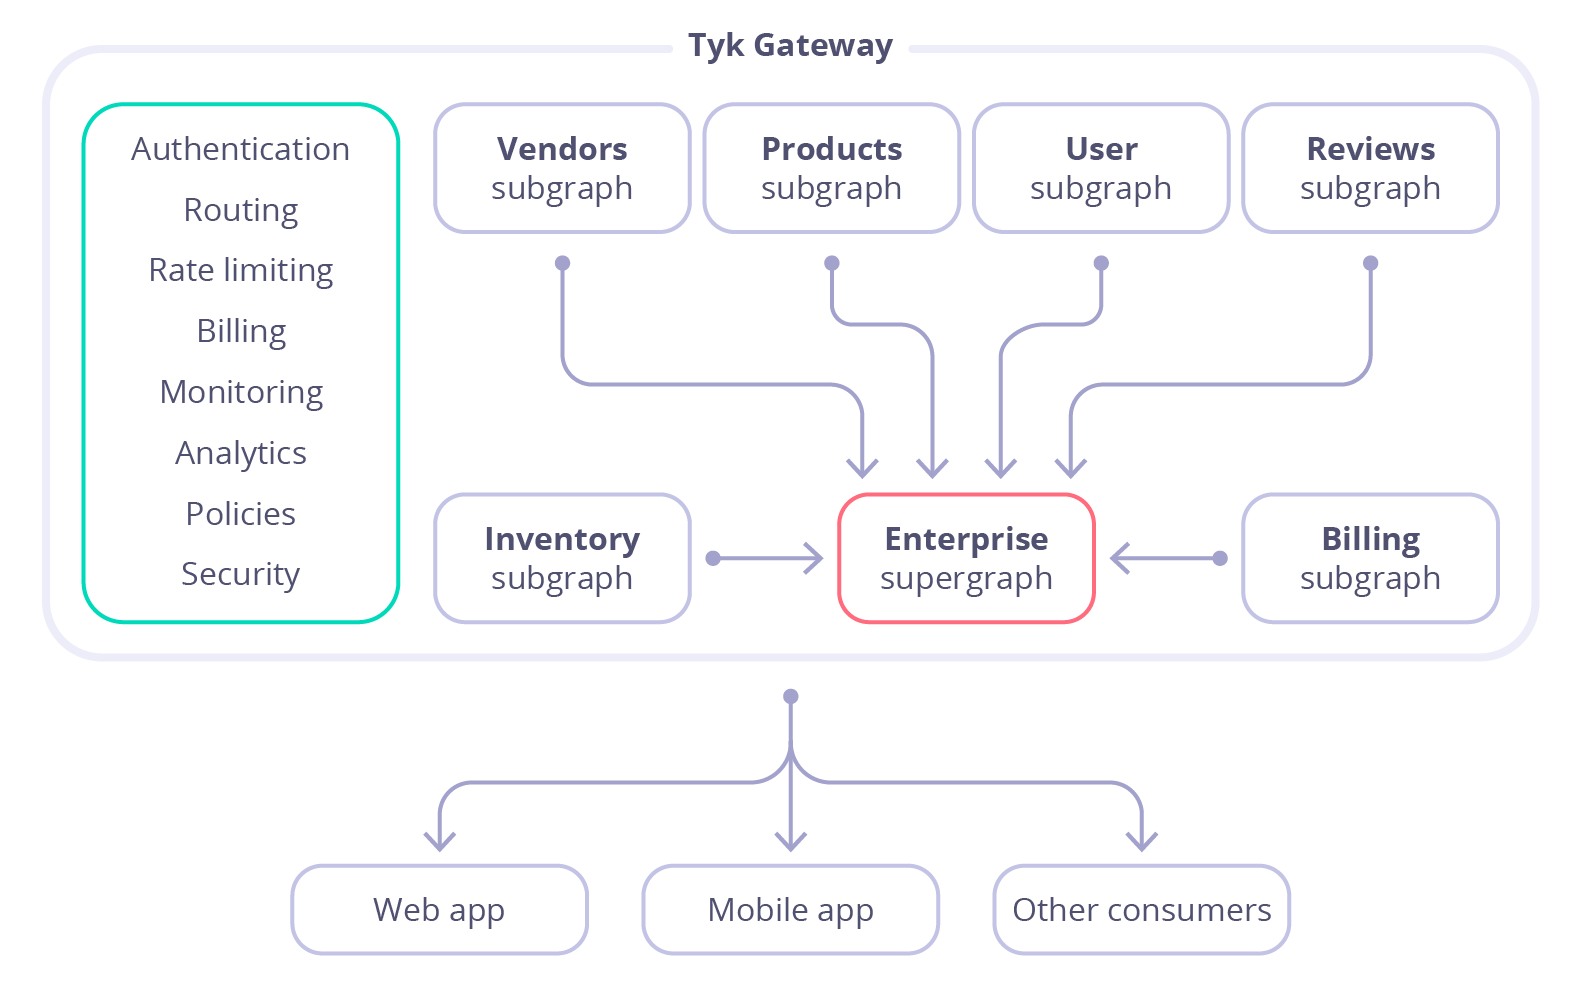 Tyk Gateway
Authentication
Routing
Rate limiting
Billing
Monitoring
Analytics
Policies
Security
Vendors
subgraph
Products
subgraph
User
subgraph
Reviews
subgraph
Inventory
subgraph
Enterprise
supergraph
Billing
subgraph
Web app
Mobile app
Other consumers